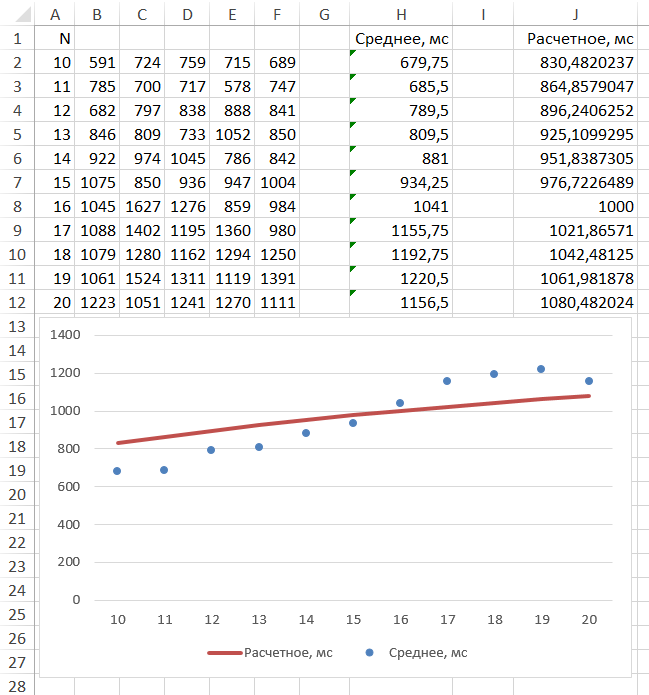 A B C D E F G H I J
1 N Среднее, мс Расчетное, мс
2 10 591 724 759 715 689 679,75 830,4820237
3 11 785 700 717 578 747 685,5 864,8579047
4 12 682 797 838 888 841 789,5 896,2406252
5 13 846 809 733 1052 850 809,5 925,1099295
6 14 922 974 1045 786 842 881 951,8387305
7 15 1075 850 936 947 1004 934,25 976,7226489
8 16 1045 1627 1276 859 984 1041 1000
9 17 1088 1402 1195 1360 980 1155,75 1021,86571
10 18 1079 1280 1162 1294 1250 1192,75 1042,48125
11 19 1061 1524 1311 1119 1391 1220,5 1061,981878
12 20 1223 1051 1241 1270 1111 1156,5 1080,482024
13
14
15
16
17
18
19
20
21
22
23
24
25
26
27
28
1400
1200
1000
800
600
400
200
0
10 11 12 13 14 15 16 17 18 19 20
Расчетное, мс Среднее, мс